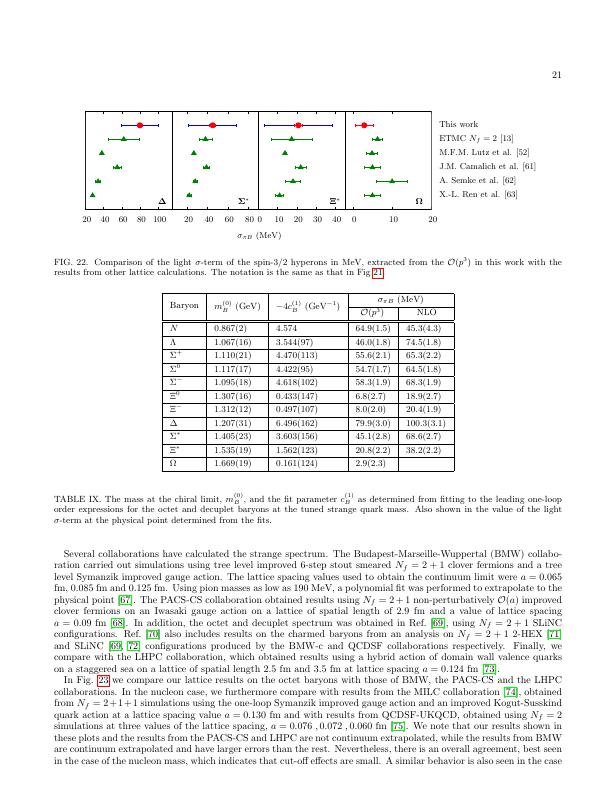 21
This work
ETMC N_f = 2 [13]
M.F.M. Lutz et al. [52]
J.M. Camalich et al. [61]
A. Semke et al. [62]
X.-L. Ren et al. [63]
Δ Σ* Ξ* Ω
20 40 60 80 100 20 40 60 80 0 10 20 30 40 0 10 20
σ_πB (MeV)
FIG. 22. Comparison of the light σ-term of the spin-3/2 hyperons in MeV, extracted from the O(p³) in this work with the
results from other lattice calculations. The notation is the same as that in Fig 21.
Baryon m_B^(0) (GeV) −4c_B^(1) (GeV⁻¹) σ_πB (MeV)
O(p³) NLO
N 0.867(2) 4.574 64.9(1.5) 45.3(4.3)
Λ 1.067(16) 3.544(97) 46.0(1.8) 74.5(1.8)
Σ⁺ 1.110(21) 4.470(113) 55.6(2.1) 65.3(2.2)
Σ⁰ 1.117(17) 4.422(95) 54.7(1.7) 64.5(1.8)
Σ⁻ 1.095(18) 4.618(102) 58.3(1.9) 68.3(1.9)
Ξ⁰ 1.307(16) 0.433(147) 6.8(2.7) 18.9(2.7)
Ξ⁻ 1.312(12) 0.497(107) 8.0(2.0) 20.4(1.9)
Δ 1.207(31) 6.496(162) 79.9(3.0) 100.3(3.1)
Σ* 1.405(23) 3.603(156) 45.1(2.8) 68.6(2.7)
Ξ* 1.535(19) 1.562(123) 20.8(2.2) 38.2(2.2)
Ω 1.669(19) 0.161(124) 2.9(2.3)
TABLE IX. The mass at the chiral limit, m_B^(0), and the fit parameter c_B^(1) as determined from fitting to the leading one-loop
order expressions for the octet and decuplet baryons at the tuned strange quark mass. Also shown in the value of the light
σ-term at the physical point determined from the fits.
Several collaborations have calculated the strange spectrum. The Budapest-Marseille-Wuppertal (BMW) collabo-
ration carried out simulations using tree level improved 6-step stout smeared N_f = 2 + 1 clover fermions and a tree
level Symanzik improved gauge action. The lattice spacing values used to obtain the continuum limit were a = 0.065
fm, 0.085 fm and 0.125 fm. Using pion masses as low as 190 MeV, a polynomial fit was performed to extrapolate to the
physical point [67]. The PACS-CS collaboration obtained results using N_f = 2 + 1 non-perturbatively O(a) improved
clover fermions on an Iwasaki gauge action on a lattice of spatial length of 2.9 fm and a value of lattice spacing
a = 0.09 fm [68]. In addition, the octet and decuplet spectrum was obtained in Ref. [69], using N_f = 2 + 1 SLiNC
configurations. Ref. [70] also includes results on the charmed baryons from an analysis on N_f = 2 + 1 2-HEX [71]
and SLiNC [69, 72] configurations produced by the BMW-c and QCDSF collaborations respectively. Finally, we
compare with the LHPC collaboration, which obtained results using a hybrid action of domain wall valence quarks
on a staggered sea on a lattice of spatial length 2.5 fm and 3.5 fm at lattice spacing a = 0.124 fm [73].
In Fig. 23 we compare our lattice results on the octet baryons with those of BMW, the PACS-CS and the LHPC
collaborations. In the nucleon case, we furthermore compare with results from the MILC collaboration [74], obtained
from N_f = 2+1+1 simulations using the one-loop Symanzik improved gauge action and an improved Kogut-Susskind
quark action at a lattice spacing value a = 0.130 fm and with results from QCDSF-UKQCD, obtained using N_f = 2
simulations at three values of the lattice spacing, a = 0.076 , 0.072 , 0.060 fm [75]. We note that our results shown in
these plots and the results from the PACS-CS and LHPC are not continuum extrapolated, while the results from BMW
are continuum extrapolated and have larger errors than the rest. Nevertheless, there is an overall agreement, best seen
in the case of the nucleon mass, which indicates that cut-off effects are small. A similar behavior is also seen in the case